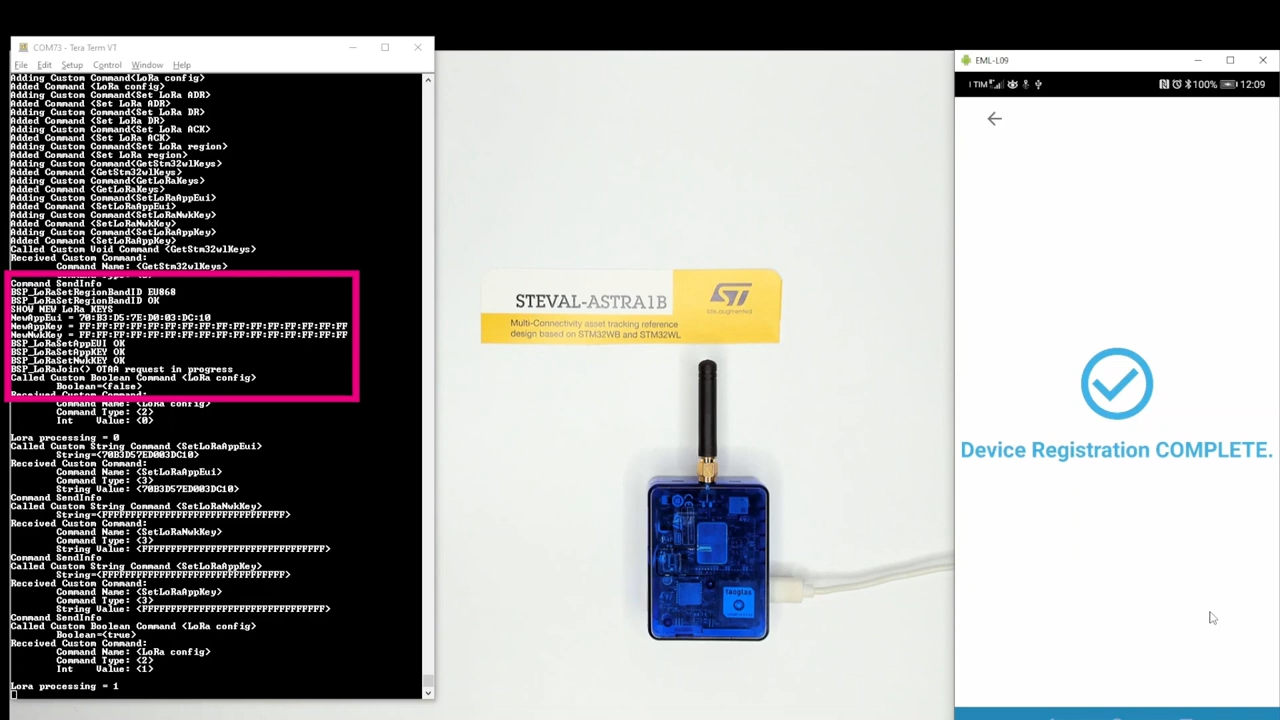 COM73 - Tera Term VT
File Edit Setup Control Window Help
Adding Custom Command<LoRa config>
Added Command <LoRa config>
Adding Custom Command<Set LoRa ADR>
Added Command <Set LoRa ADR>
Adding Custom Command<Set LoRa DR>
Added Command <Set LoRa DR>
Adding Custom Command<Set LoRa ACK>
Added Command <Set LoRa ACK>
Adding Custom Command<Set LoRa region>
Added Command <Set LoRa region>
Adding Custom Command<GetStm32wlKeys>
Added Command <GetStm32wlKeys>
Adding Custom Command<GetLoRaKeys>
Added Command <GetLoRaKeys>
Adding Custom Command<SetLoRaAppEui>
Added Command <SetLoRaAppEui>
Adding Custom Command<SetLoRaNwkKey>
Added Command <SetLoRaNwkKey>
Adding Custom Command<SetLoRaAppKey>
Added Command <SetLoRaAppKey>
Called Custom Void Command <GetStm32wlKeys>
Received Custom Command:
Command Name: <GetStm32wlKeys>
Command SendInfo
BSP_LoRaSetRegionBandID EU868
BSP_LoRaSetRegionBandID OK
SHOW NEW LoRa KEYS
NewAppEui = 70:B3:D5:7E:D0:03:DC:10
NewAppKey = FF:FF:FF:FF:FF:FF:FF:FF:FF:FF:FF:FF:FF:FF:FF:FF
NewNwkKey = FF:FF:FF:FF:FF:FF:FF:FF:FF:FF:FF:FF:FF:FF:FF:FF
BSP_LoRaSetAppEUI OK
BSP_LoRaSetAppKEY OK
BSP_LoRaSetNwkKEY OK
BSP_LoRaJoin() OTAA request in progress
Called Custom Boolean Command <LoRa config>
Boolean=<false>
Received Custom Command:
Command Name: <LoRa config>
Command Type: <2>
Int Value: <0>
Lora processing = 0
Called Custom String Command <SetLoRaAppEui>
String=<70B3D57ED003DC10>
Received Custom Command:
Command Name: <SetLoRaAppEui>
Command Type: <3>
String Value: <70B3D57ED003DC10>
Command SendInfo
Called Custom String Command <SetLoRaNwkKey>
String=<FFFFFFFFFFFFFFFFFFFFFFFFFFFFFFFF>
Received Custom Command:
Command Name: <SetLoRaNwkKey>
Command Type: <3>
String Value: <FFFFFFFFFFFFFFFFFFFFFFFFFFFFFFFF>
Command SendInfo
Called Custom String Command <SetLoRaAppKey>
String=<FFFFFFFFFFFFFFFFFFFFFFFFFFFFFFFF>
Received Custom Command:
Command Name: <SetLoRaAppKey>
Command Type: <3>
String Value: <FFFFFFFFFFFFFFFFFFFFFFFFFFFFFFFF>
Command SendInfo
Called Custom Boolean Command <LoRa config>
Boolean=<true>
Received Custom Command:
Command Name: <LoRa config>
Command Type: <2>
Int Value: <1>
Lora processing = 1
STEVAL-ASTRA1B
ST
life.augmented
Multi-Connectivity asset tracking reference
design based on STM32WB and STM32WL
taoglas
EML-L09
TIM 100% 12:09
Device Registration COMPLETE.